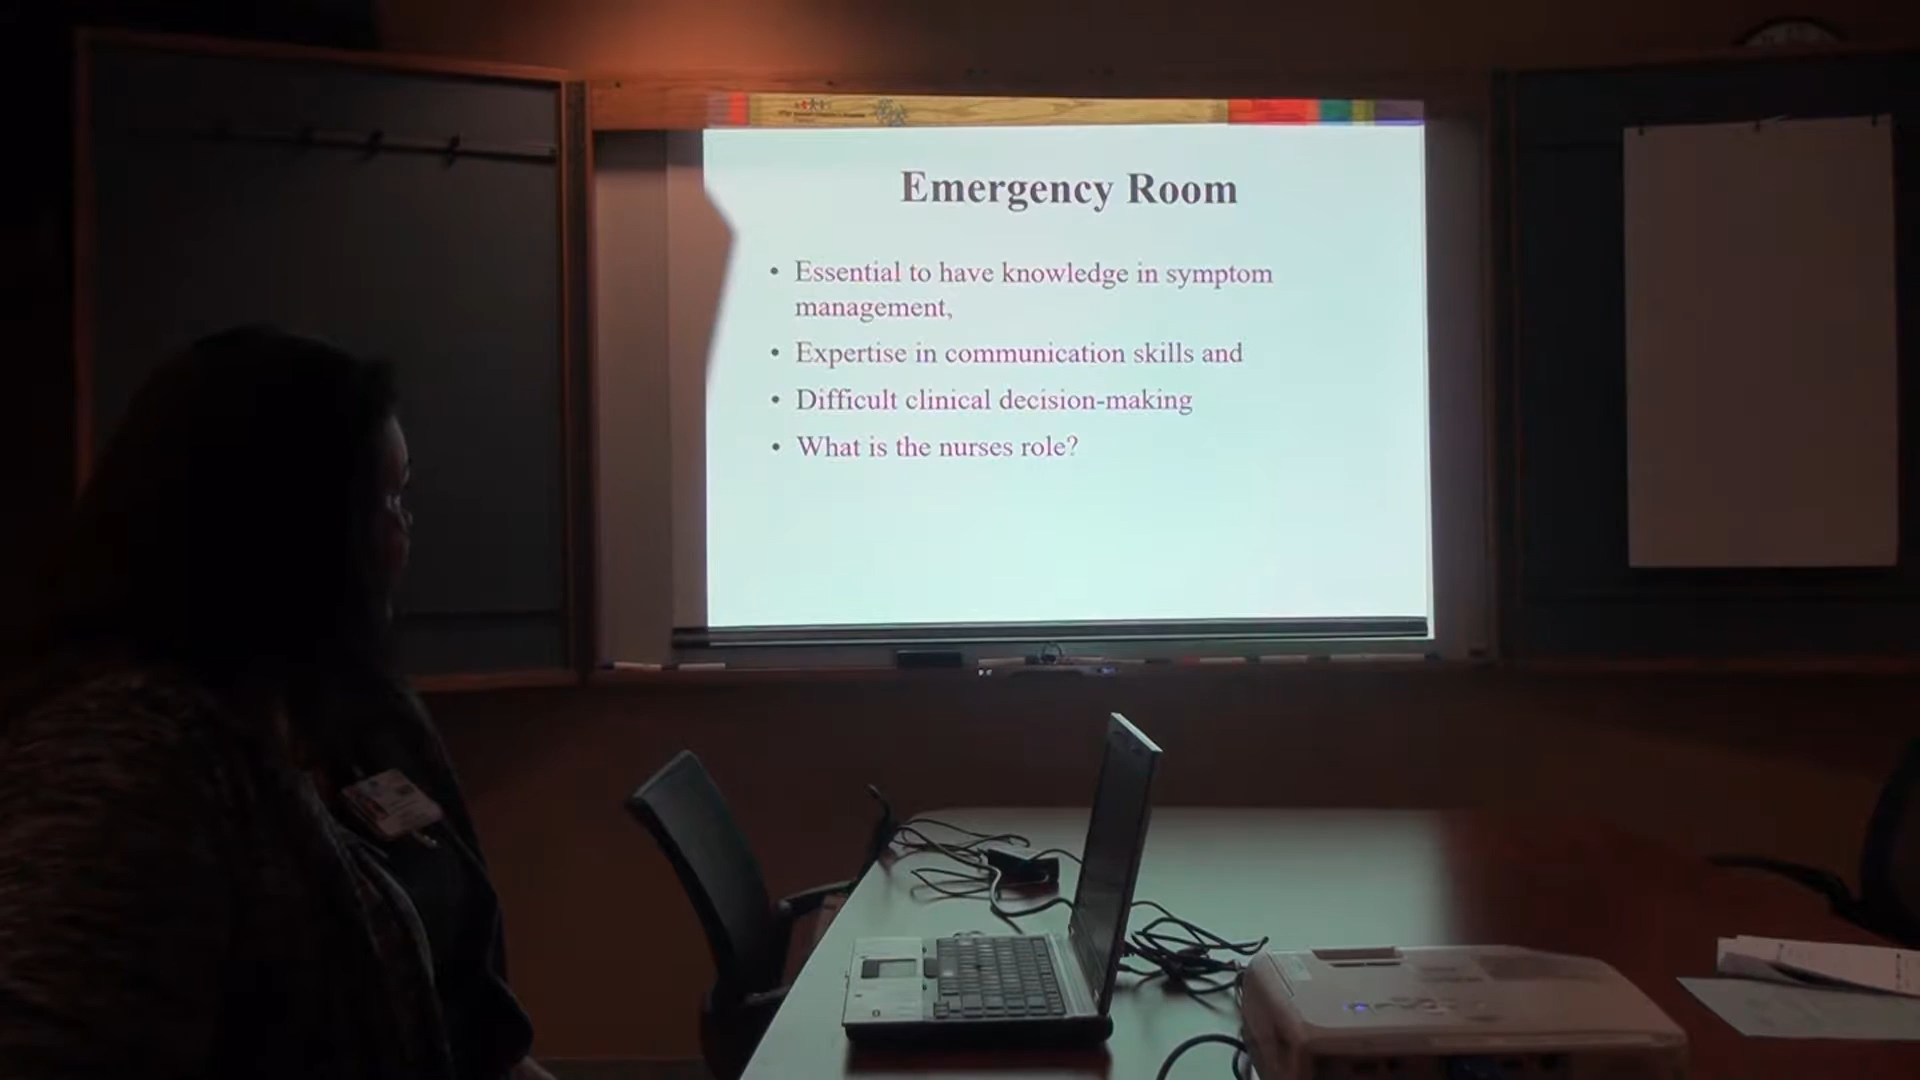 Emergency Room
• Essential to have knowledge in symptom
management,
• Expertise in communication skills and
• Difficult clinical decision-making
• What is the nurses role?